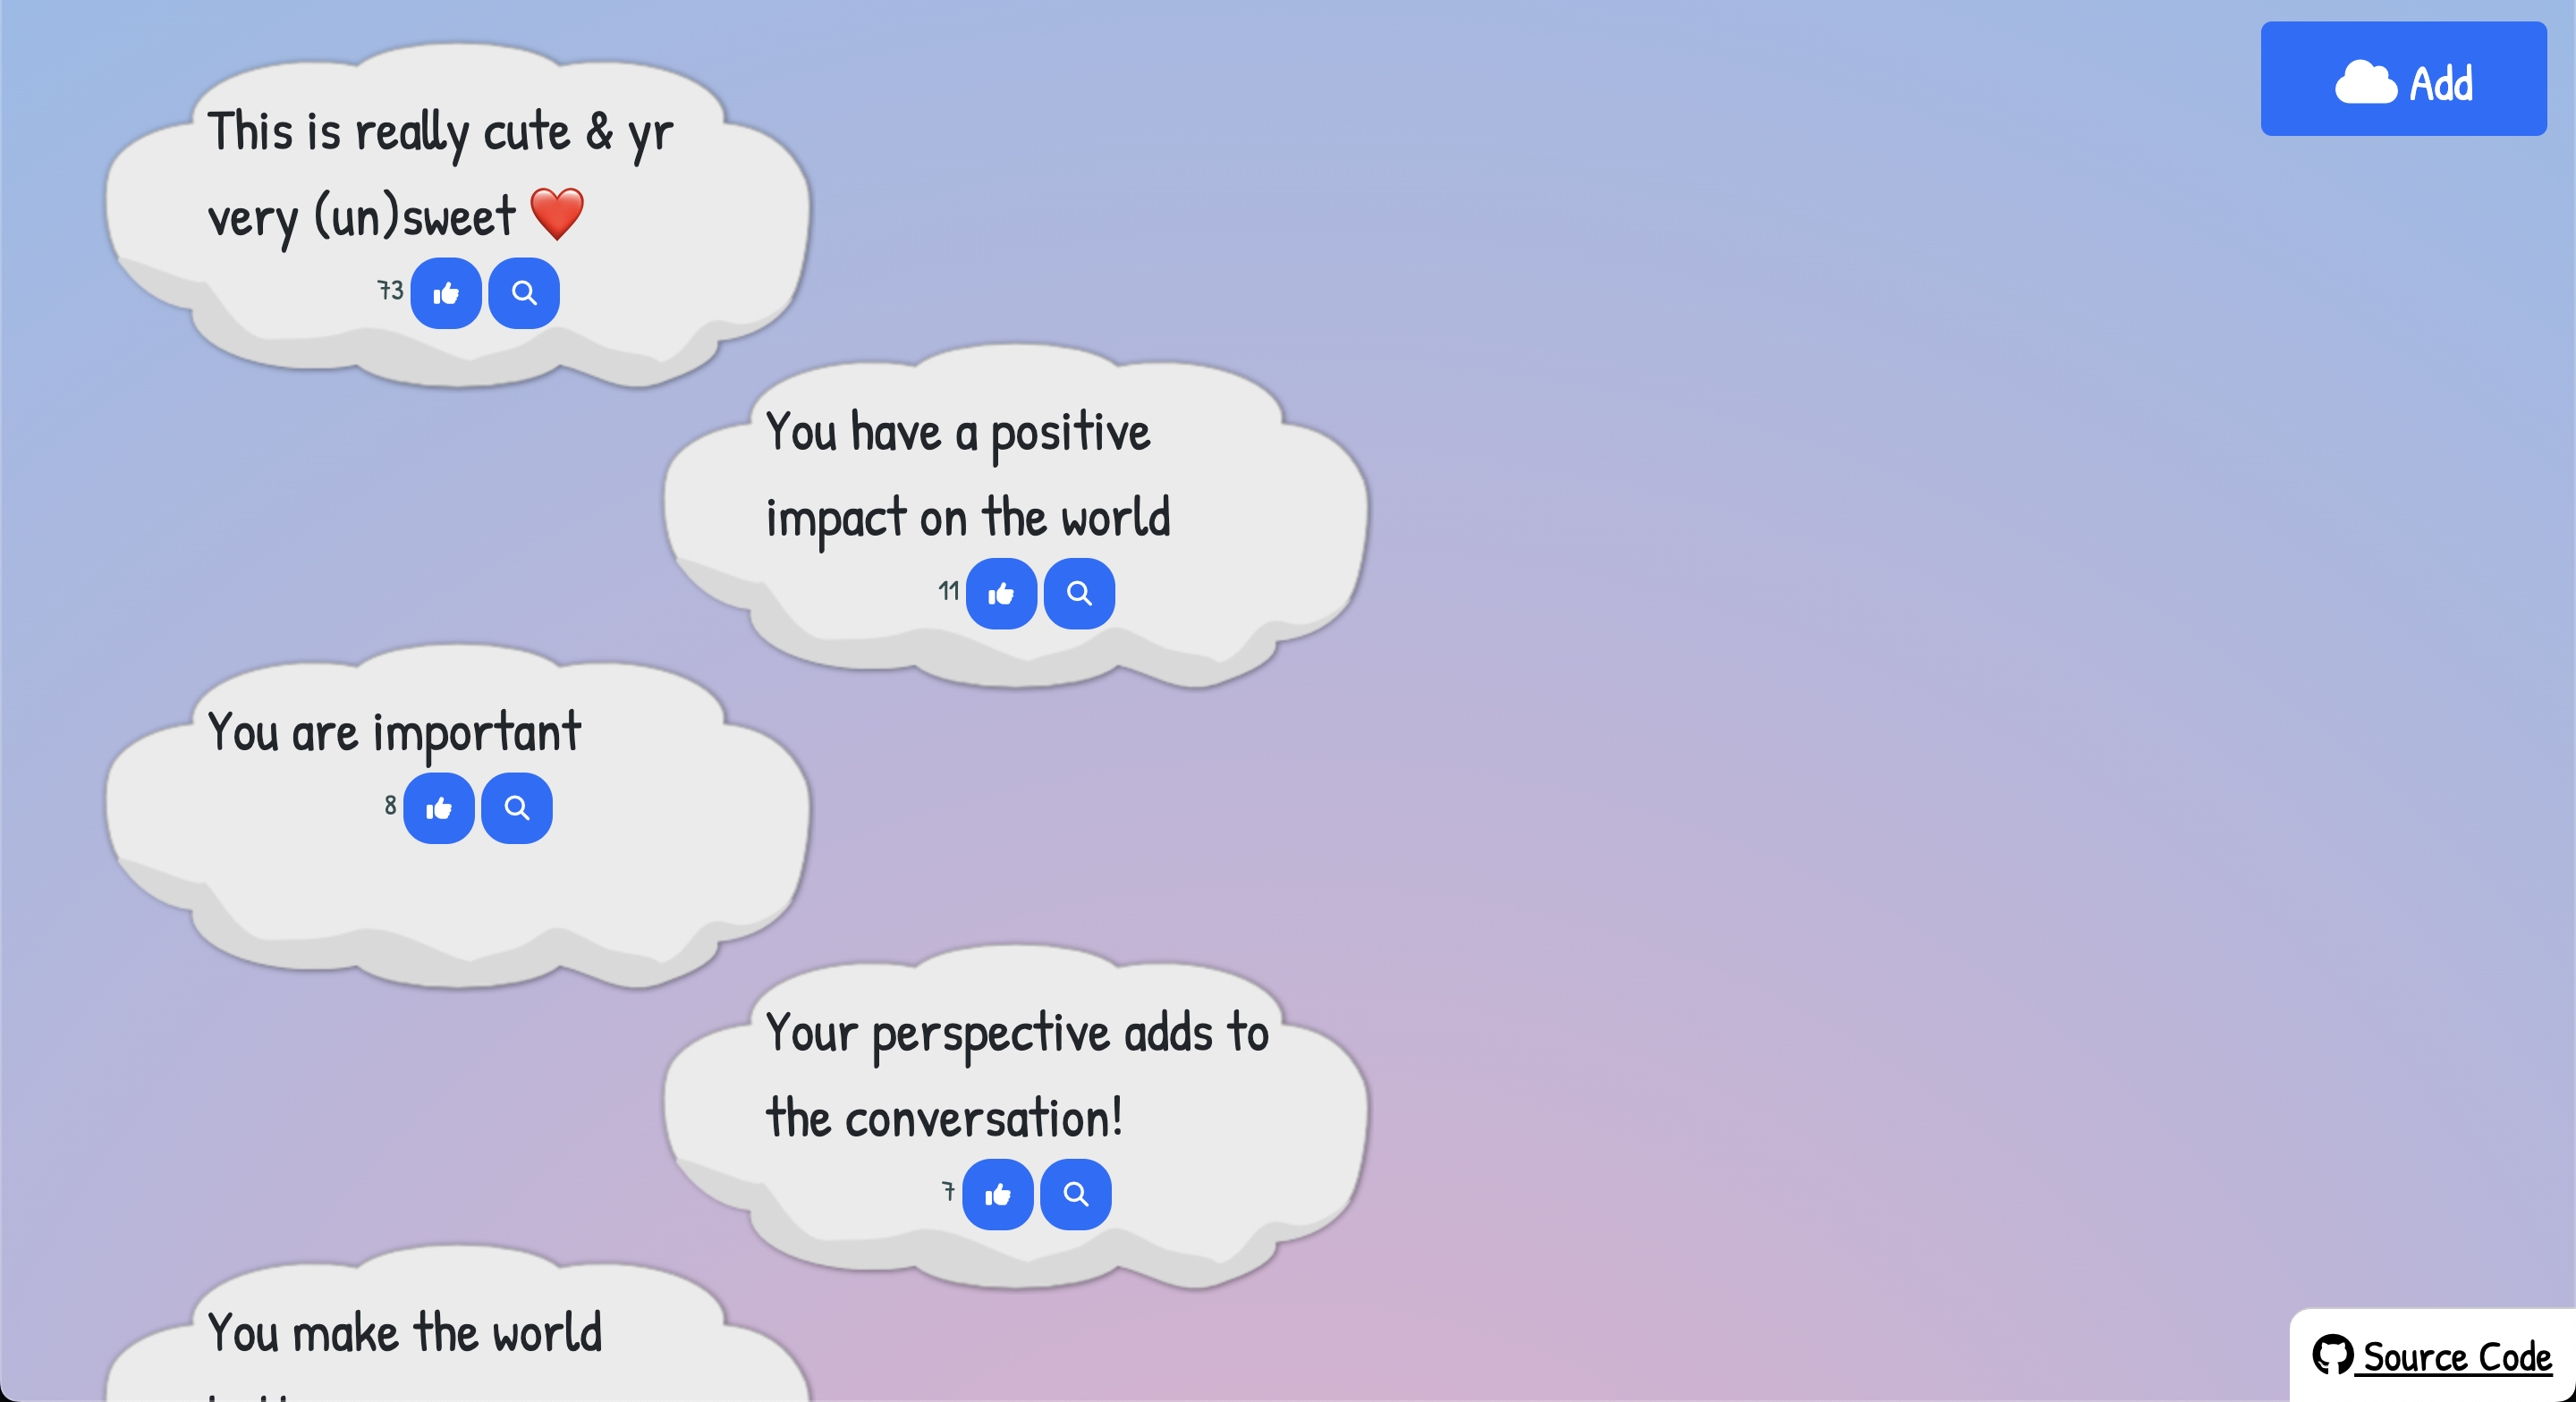 Add
This is really cute & yr
very (un)sweet ❤️
73
You have a positive
impact on the world
11
You are important
8
Your perspective adds to
the conversation!
7
You make the world
Source Code